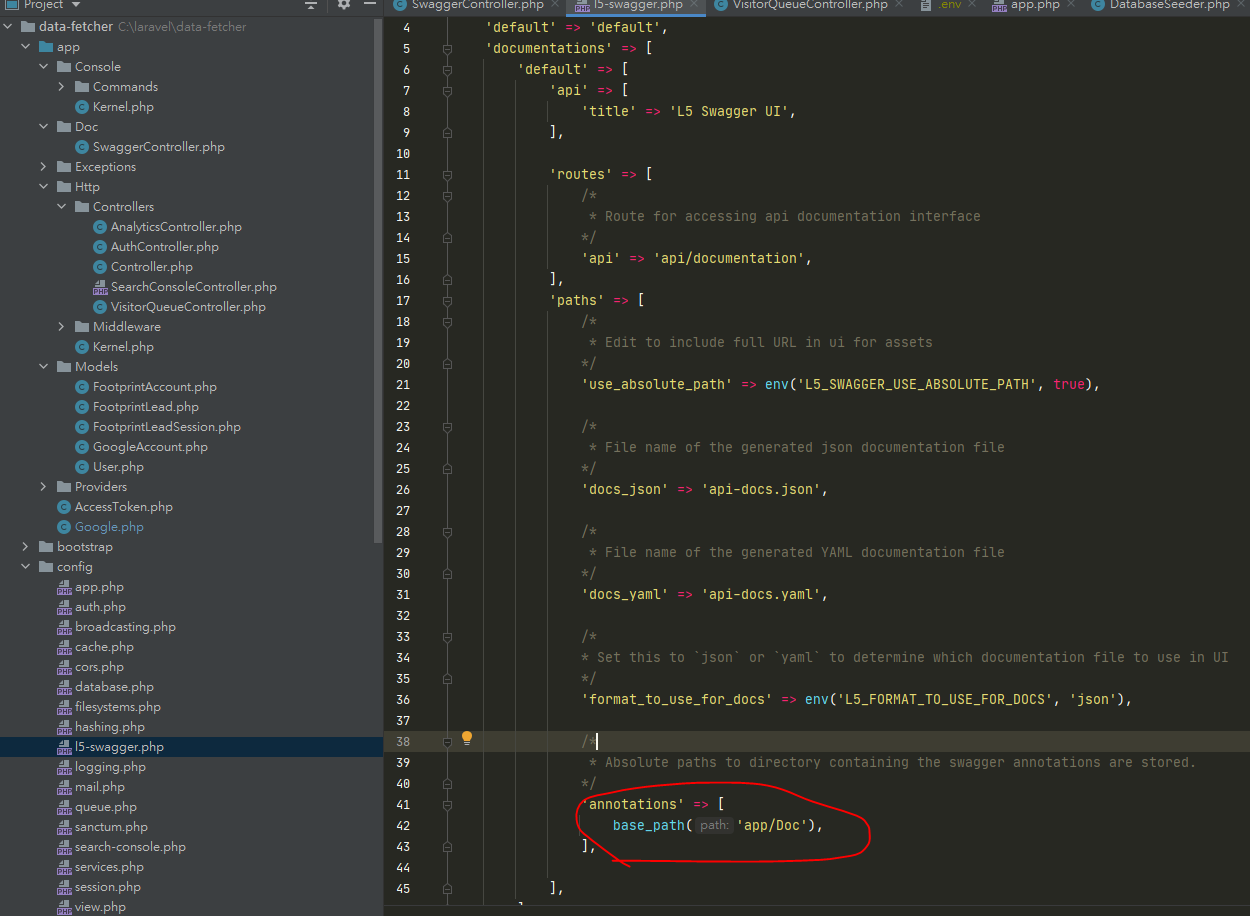 Project
data-fetcher C:\laravel\data-fetcher
app
Console
Commands
Kernel.php
Doc
SwaggerController.php
Exceptions
Http
Controllers
AnalyticsController.php
AuthController.php
Controller.php
SearchConsoleController.php
VisitorQueueController.php
Middleware
Kernel.php
Models
FootprintAccount.php
FootprintLead.php
FootprintLeadSession.php
GoogleAccount.php
User.php
Providers
AccessToken.php
Google.php
bootstrap
config
app.php
auth.php
broadcasting.php
cache.php
cors.php
database.php
filesystems.php
hashing.php
l5-swagger.php
logging.php
mail.php
queue.php
sanctum.php
search-console.php
services.php
session.php
view.php
SwaggerController.php l5-swagger.php VisitorQueueController.php .env app.php DatabaseSeeder.php
4 'default' => 'default',
5 'documentations' => [
6 'default' => [
7 'api' => [
8 'title' => 'L5 Swagger UI',
9 ],
10
11 'routes' => [
12 /*
13 * Route for accessing api documentation interface
14 */
15 'api' => 'api/documentation',
16 ],
17 'paths' => [
18 /*
19 * Edit to include full URL in ui for assets
20 */
21 'use_absolute_path' => env('L5_SWAGGER_USE_ABSOLUTE_PATH', true),
22
23 /*
24 * File name of the generated json documentation file
25 */
26 'docs_json' => 'api-docs.json',
27
28 /*
29 * File name of the generated YAML documentation file
30 */
31 'docs_yaml' => 'api-docs.yaml',
32
33 /*
34 * Set this to `json` or `yaml` to determine which documentation file to use in UI
35 */
36 'format_to_use_for_docs' => env('L5_FORMAT_TO_USE_FOR_DOCS', 'json'),
37
38 /*
39 * Absolute paths to directory containing the swagger annotations are stored.
40 */
41 'annotations' => [
42 base_path( path: 'app/Doc'),
43 ],
44
45 ],